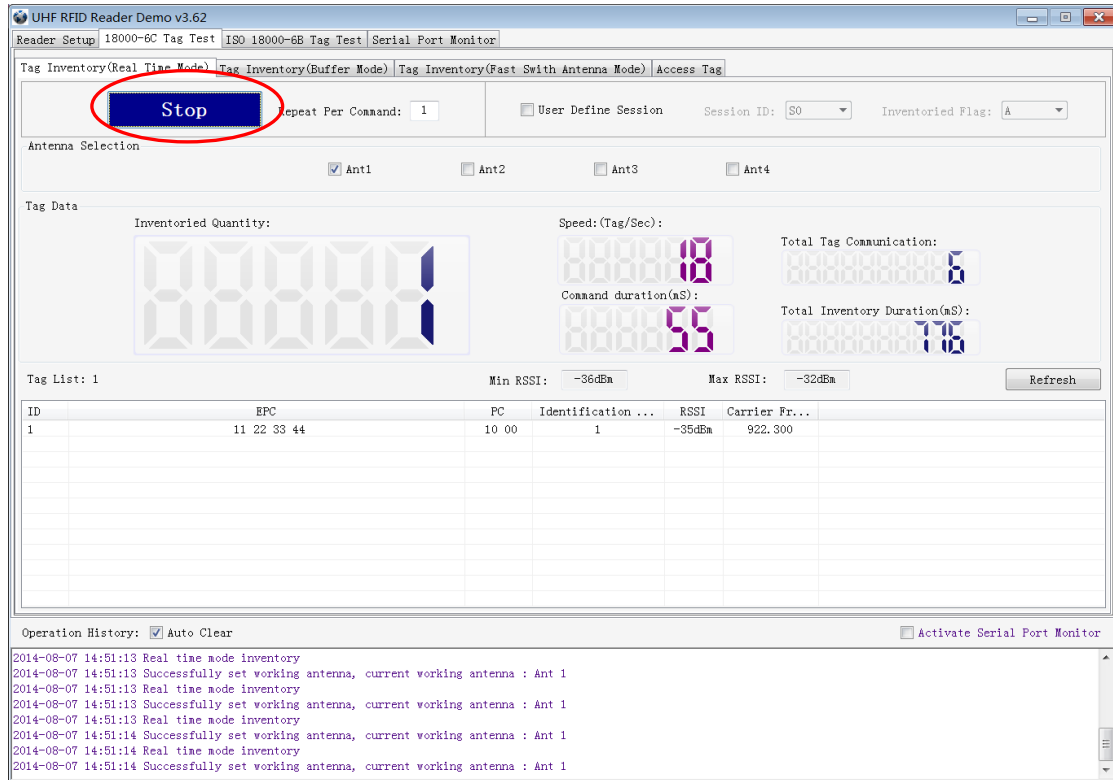 UHF RFID Reader Demo v3.62
Reader Setup 18000-6C Tag Test ISO 18000-6B Tag Test Serial Port Monitor
Tag Inventory(Real Time Mode) Tag Inventory(Buffer Mode) Tag Inventory(Fast Swith Antenna Mode) Access Tag
Stop Repeat Per Command: 1 User Define Session Session ID: S0 Inventoried Flag: A
Antenna Selection
Ant1 Ant2 Ant3 Ant4
Tag Data
Inventoried Quantity: Speed:(Tag/Sec):
1 18 Total Tag Communication:
6
Command duration(mS):
55 Total Inventory Duration(mS):
776
Tag List: 1 Min RSSI: -36dBm Max RSSI: -32dBm Refresh
ID EPC PC Identification ... RSSI Carrier Fr...
1 11 22 33 44 10 00 1 -35dBm 922.300
Operation History: Auto Clear Activate Serial Port Monitor
2014-08-07 14:51:13 Real time mode inventory
2014-08-07 14:51:13 Successfully set working antenna, current working antenna : Ant 1
2014-08-07 14:51:13 Real time mode inventory
2014-08-07 14:51:13 Successfully set working antenna, current working antenna : Ant 1
2014-08-07 14:51:13 Real time mode inventory
2014-08-07 14:51:14 Successfully set working antenna, current working antenna : Ant 1
2014-08-07 14:51:14 Real time mode inventory
2014-08-07 14:51:14 Successfully set working antenna, current working antenna : Ant 1